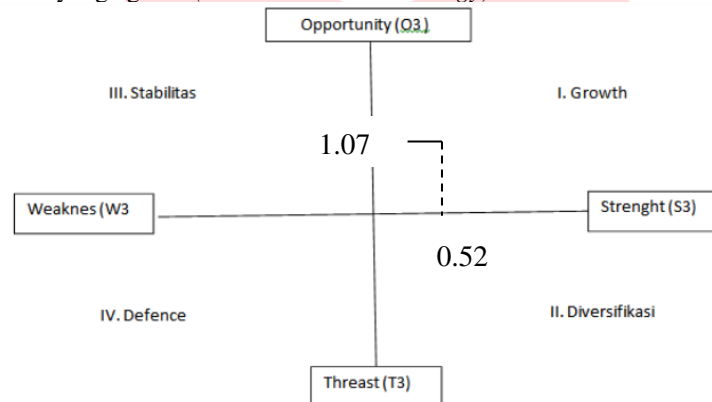 Opportunity (O3)
III. Stabilitas
I. Growth
1.07
Weaknes (W3
Strenght (S3)
0.52
IV. Defence
II. Diversifikasi
Threast (T3)